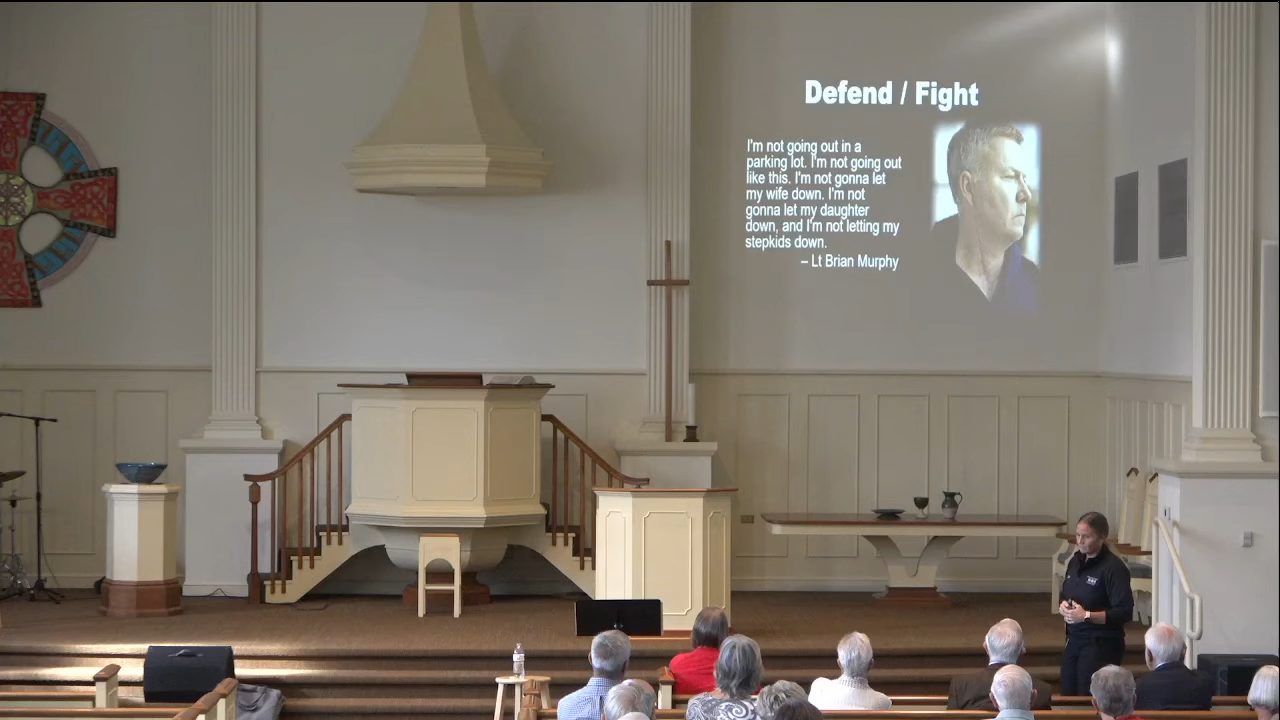 Defend / Fight
I'm not going out in a
parking lot. I'm not going out
like this. I'm not gonna let
my wife down. I'm not
gonna let my daughter
down, and I'm not letting my
stepkids down.
– Lt Brian Murphy